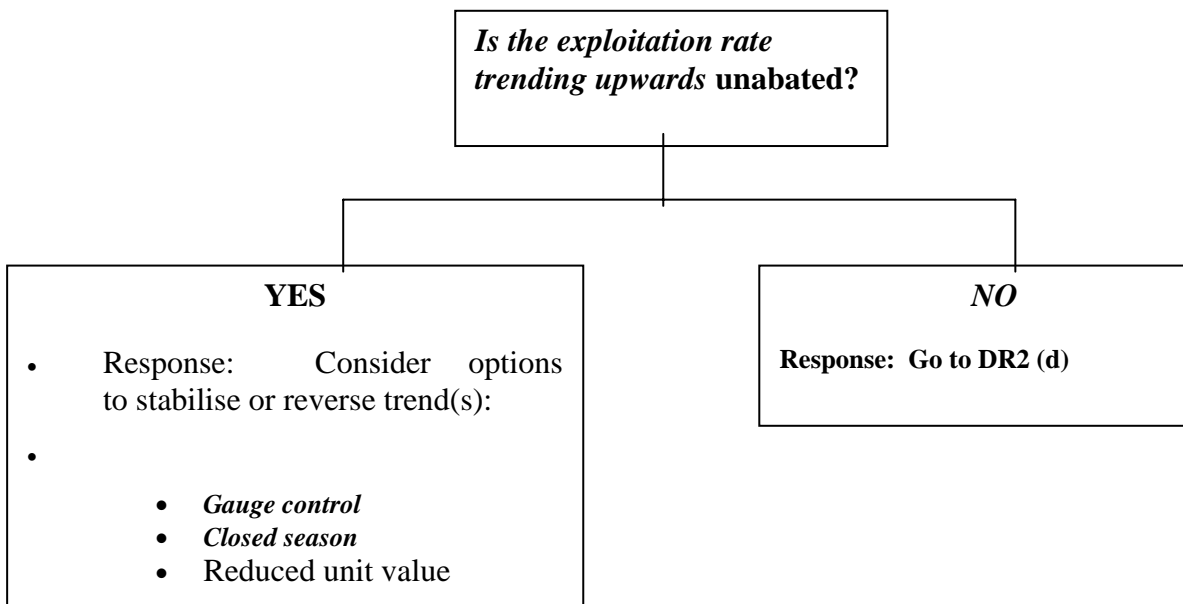 Is the exploitation rate
trending upwards unabated?
YES
• Response: Consider options
to stabilise or reverse trend(s):
•
• Gauge control
• Closed season
• Reduced unit value
NO
Response: Go to DR2 (d)